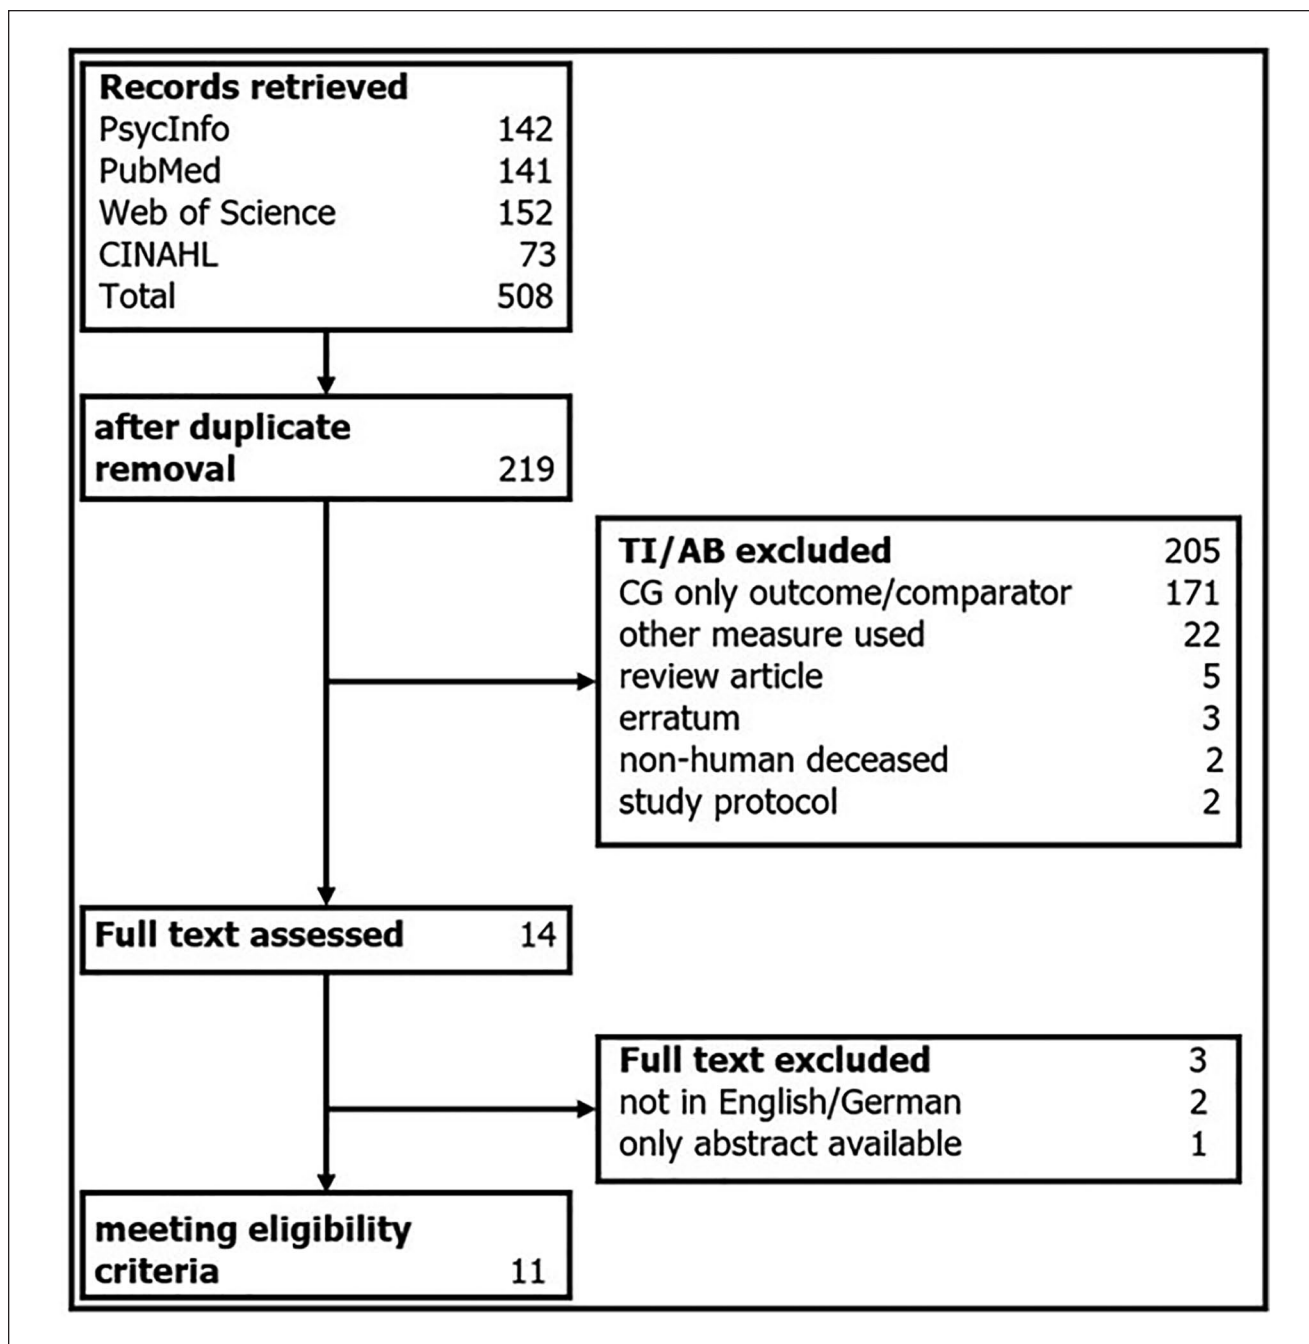 Records retrieved
PsycInfo 142
PubMed 141
Web of Science 152
CINAHL 73
Total 508
after duplicate
removal 219
TI/AB excluded 205
CG only outcome/comparator 171
other measure used 22
review article 5
erratum 3
non-human deceased 2
study protocol 2
Full text assessed 14
Full text excluded 3
not in English/German 2
only abstract available 1
meeting eligibility
criteria 11